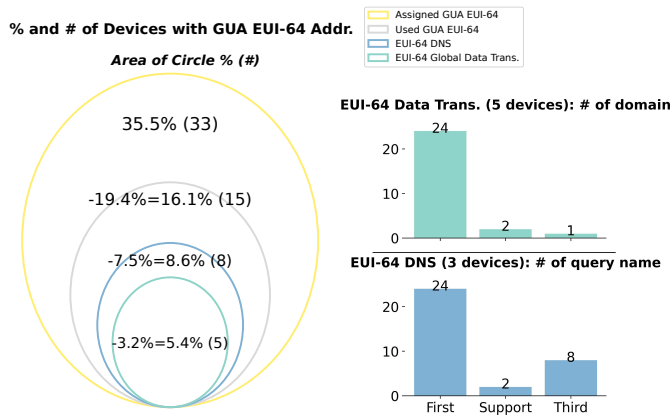 % and # of Devices with GUA EUI-64 Addr.
Area of Circle % (#)
Assigned GUA EUI-64
Used GUA EUI-64
EUI-64 DNS
EUI-64 Global Data Trans.
35.5% (33)
-19.4%=16.1% (15)
-7.5%=8.6% (8)
-3.2%=5.4% (5)
EUI-64 Data Trans. (5 devices): # of domain
24
20
10
0
2
1
EUI-64 DNS (3 devices): # of query name
24
20
10
0
2
8
First
Support
Third